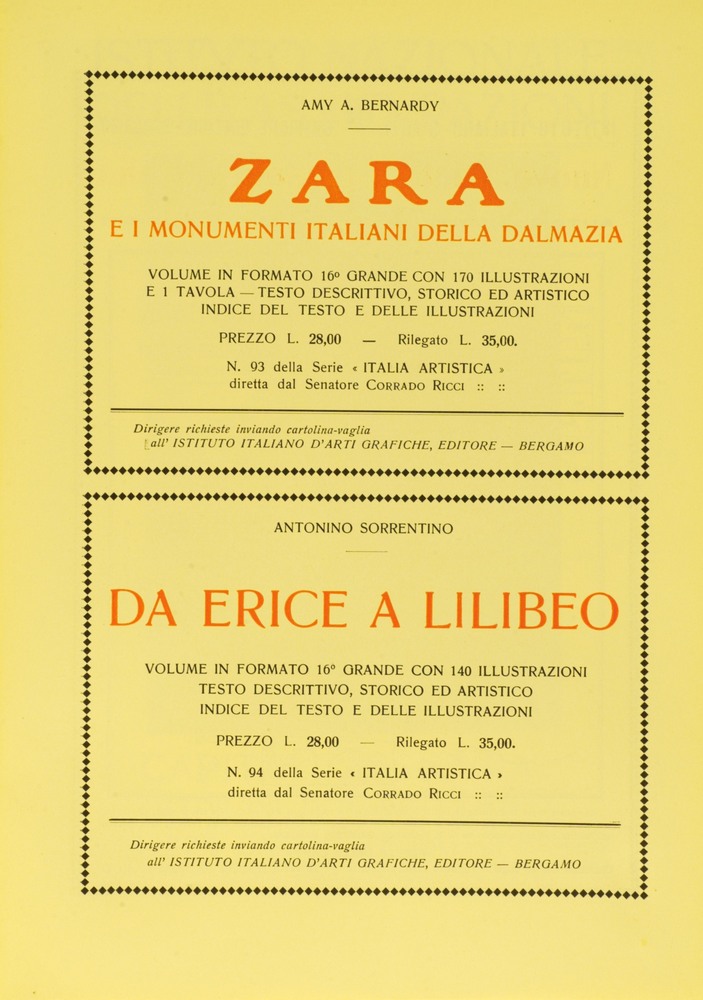 AMY A. BERNARDY
ZARA
E I MONUMENTI ITALIANI DELLA DALMAZIA
VOLUME IN FORMATO 16º GRANDE CON 170 ILLUSTRAZIONI
E 1 TAVOLA — TESTO DESCRITTIVO, STORICO ED ARTISTICO
INDICE DEL TESTO E DELLE ILLUSTRAZIONI
PREZZO L. 28,00 — Rilegato L. 35,00.
N. 93 della Serie « ITALIA ARTISTICA »
diretta dal Senatore CORRADO RICCI :: ::
Dirigere richieste inviando cartolina-vaglia
all' ISTITUTO ITALIANO D'ARTI GRAFICHE, EDITORE — BERGAMO
ANTONINO SORRENTINO
DA ERICE A LILIBEO
VOLUME IN FORMATO 16º GRANDE CON 140 ILLUSTRAZIONI
TESTO DESCRITTIVO, STORICO ED ARTISTICO
INDICE DEL TESTO E DELLE ILLUSTRAZIONI
PREZZO L. 28,00 — Rilegato L. 35,00.
N. 94 della Serie « ITALIA ARTISTICA »
diretta dal Senatore CORRADO RICCI :: ::
Dirigere richieste inviando cartolina-vaglia
all' ISTITUTO ITALIANO D'ARTI GRAFICHE, EDITORE — BERGAMO